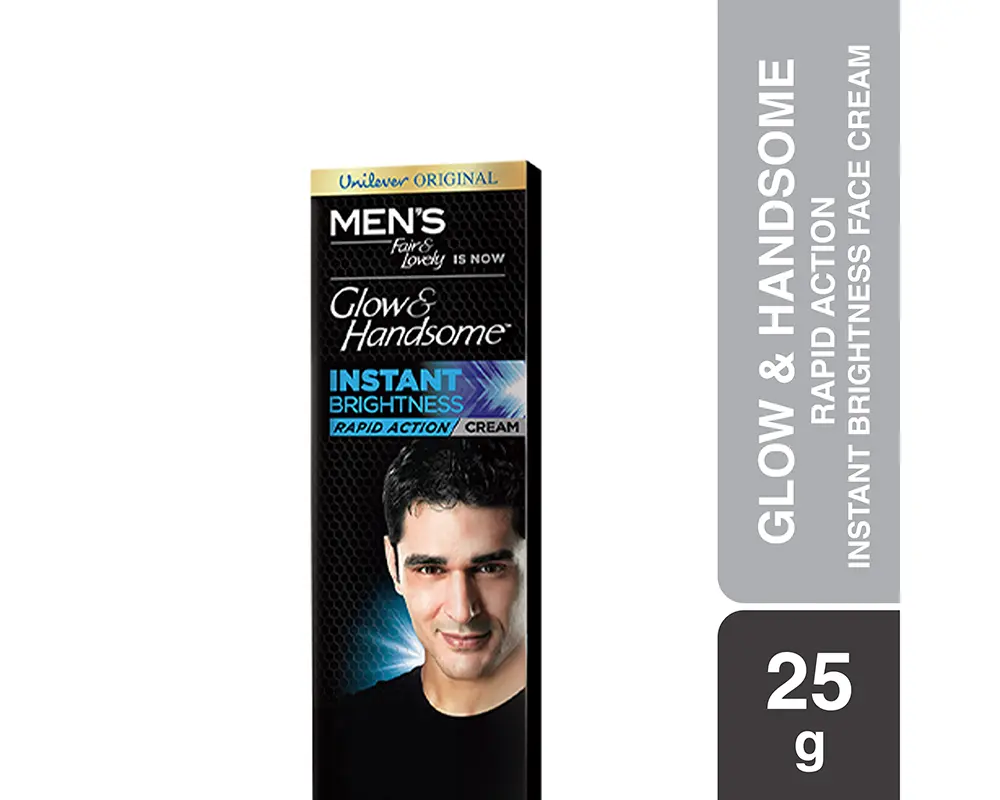 Unilever ORIGINAL
MEN'S
Fair &
Lovely IS NOW
Glow &
Handsome™
INSTANT
BRIGHTNESS
RAPID ACTION / CREAM
GLOW & HANDSOME
RAPID ACTION
INSTANT BRIGHTNESS FACE CREAM
25
g